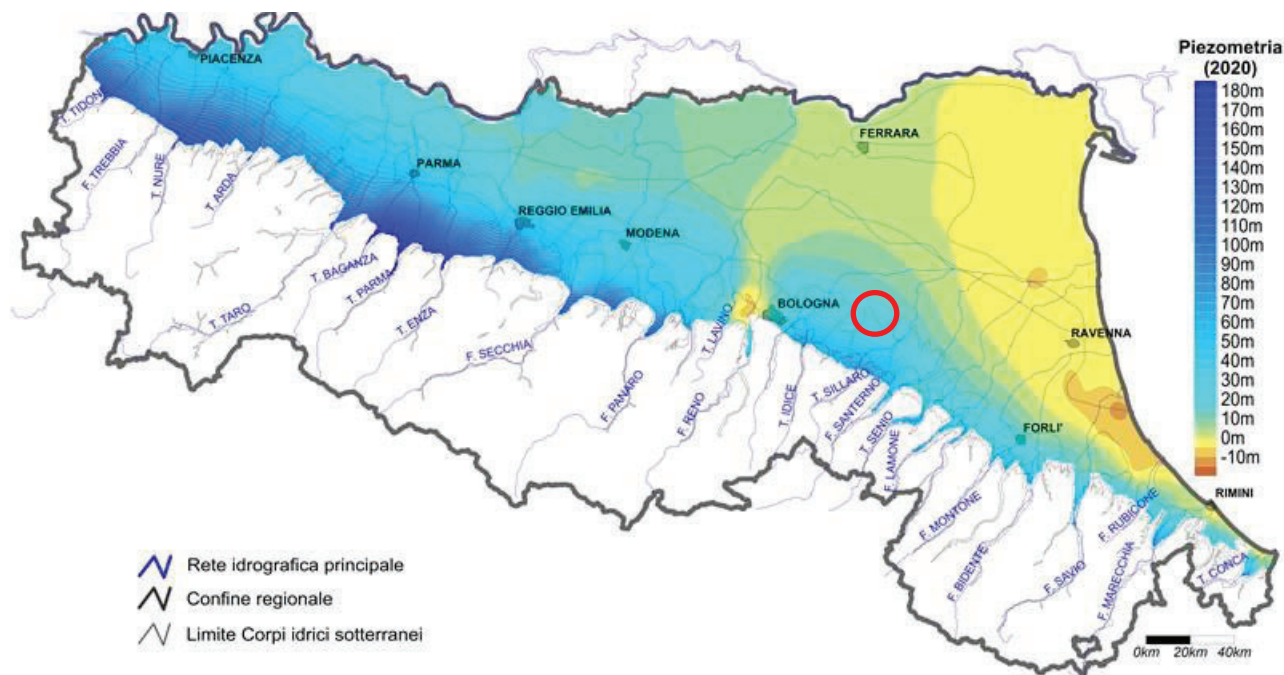 Piezometria
(2020)
180m
170m
160m
150m
140m
130m
120m
110m
100m
90m
80m
70m
60m
50m
40m
30m
20m
10m
0m
-10m
PIACENZA
PARMA
REGGIO EMILIA
MODENA
BOLOGNA
FERRARA
RAVENNA
FORLI'
RIMINI
T. TIDONE
F. TREBBIA
T. NURE
T. ARDA
T. TARO
T. BAGANZA
T. PARMA
T. ENZA
F. SECCHIA
F. PANARO
F. RENO
T. LAVINO
T. IDICE
T. SILLARO
F. SANTERNO
T. SENIO
F. LAMONE
F. MONTONE
F. BIDENTE
F. SAVIO
F. RUBICONE
F. MARECCHIA
T. CONCA
Rete idrografica principale
Confine regionale
Limite Corpi idrici sotterranei
0km 20km 40km